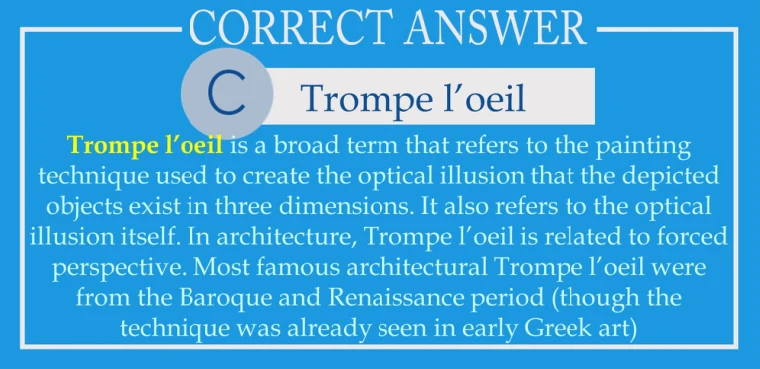 CORRECT ANSWER
C
Trompe l’oeil
Trompe l’oeil is a broad term that refers to the painting
technique used to create the optical illusion that the depicted
objects exist in three dimensions. It also refers to the optical
illusion itself. In architecture, Trompe l’oeil is related to forced
perspective. Most famous architectural Trompe l’oeil were
from the Baroque and Renaissance period (though the
technique was already seen in early Greek art)